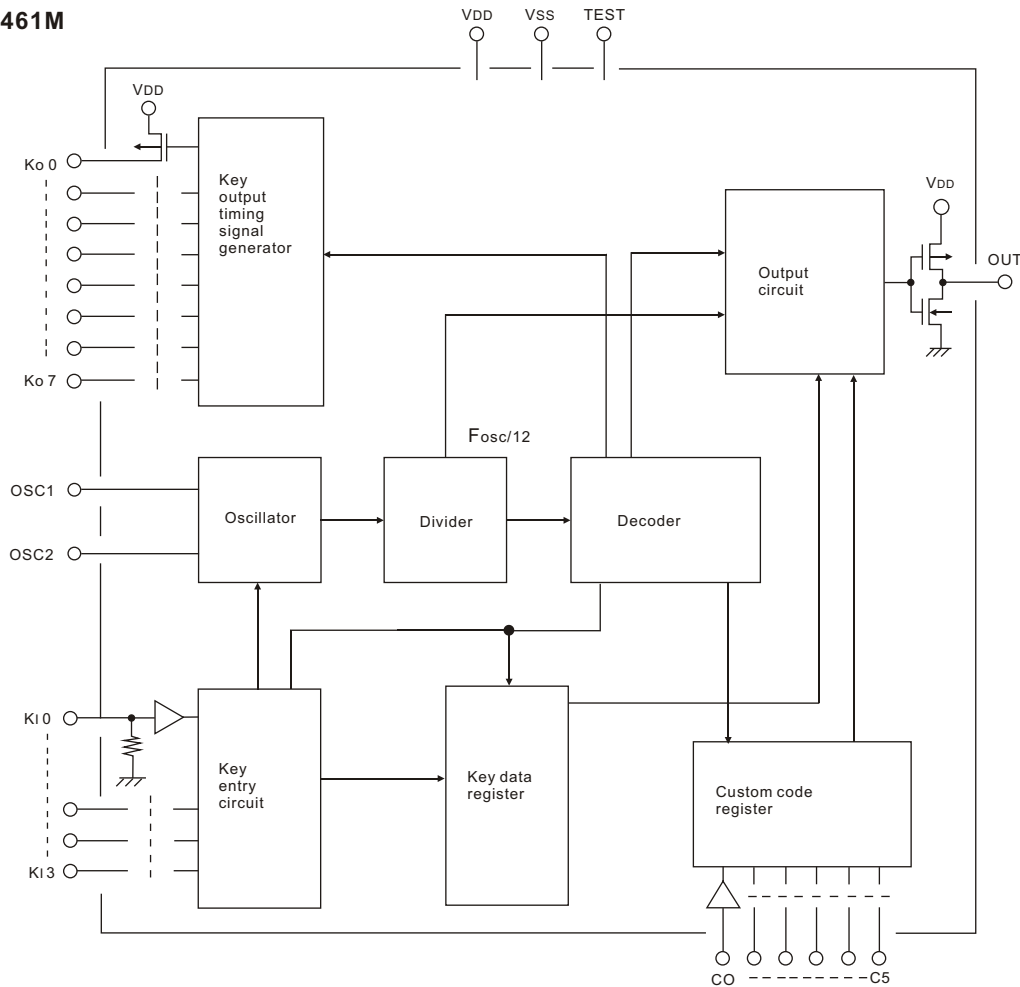 461M
VDD VSS TEST
VDD
Ko 0
Key
output
timing
signal
generator
Ko 7
VDD
Output
circuit
OUT
Fosc/12
OSC1
OSC2
Oscillator
Divider
Decoder
KI 0
KI 3
Key
entry
circuit
Key data
register
Custom code
register
CO
C5